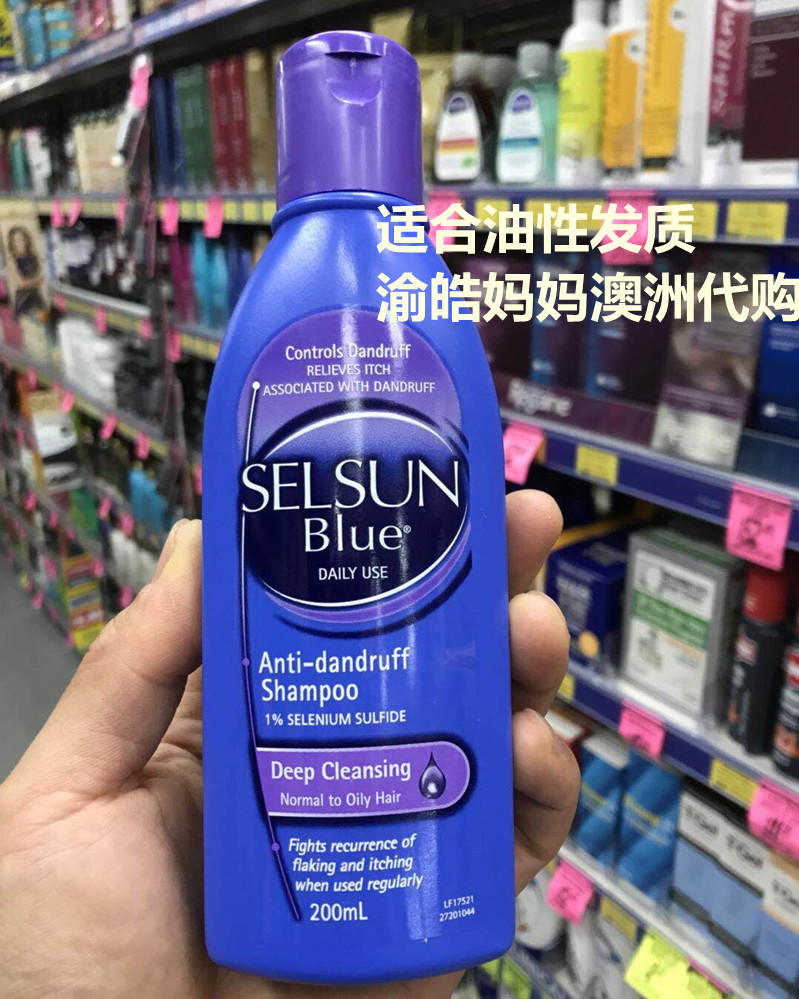 适合油性发质
渝皓妈妈澳洲代购
Controls Dandruff
RELIEVES ITCH
ASSOCIATED WITH DANDRUFF
SELSUN
Blue®
DAILY USE
Anti-dandruff
Shampoo
1% SELENIUM SULFIDE
Deep Cleansing
Normal to Oily Hair
Fights recurrence of
flaking and itching
when used regularly
200mL
LF17521
27201044
Regaine